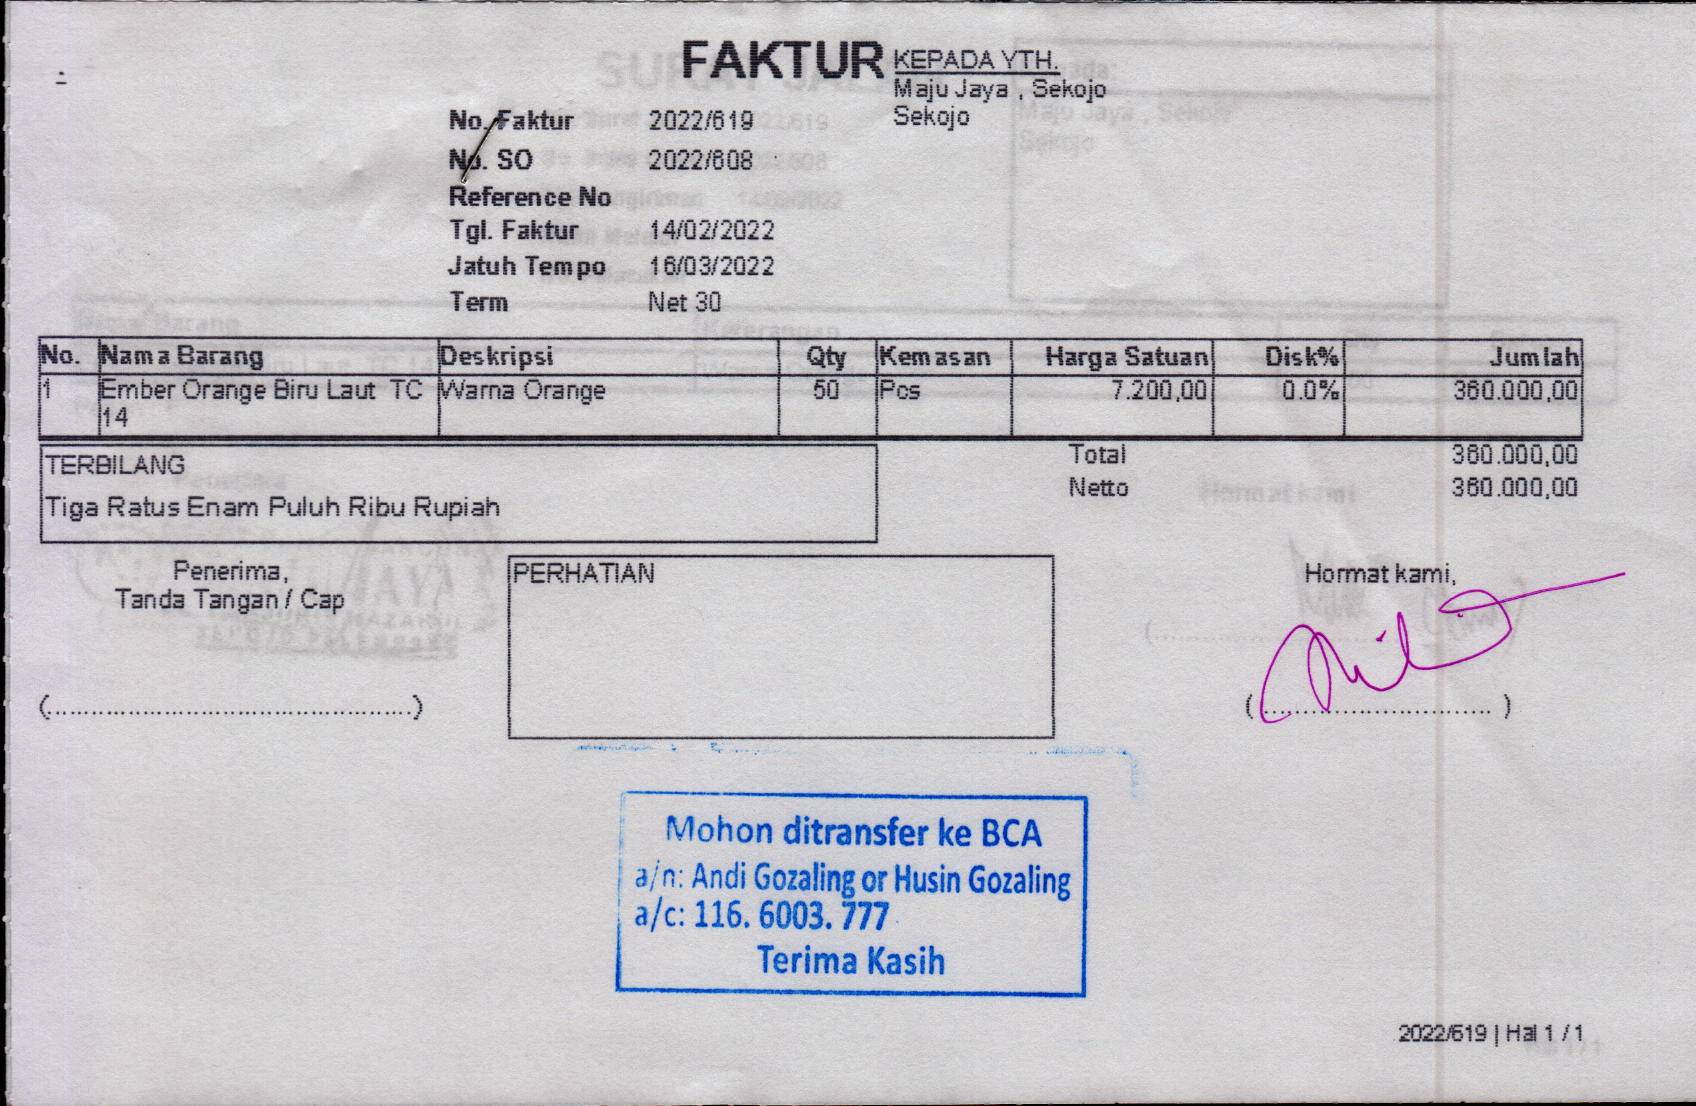 FAKTUR
KEPADA YTH.
Maju Jaya , Sekojo
Sekojo
No. Faktur 2022/619
No. SO 2022/608
Reference No
Tgl. Faktur 14/02/2022
Jatuh Tempo 16/03/2022
Term Net 30
No. Nama Barang Deskripsi Qty Kemasan Harga Satuan Disk% Jumlah
1 Ember Orange Biru Laut TC Warna Orange 50 Pcs 7.200,00 0.0% 360.000,00
14
Total 360.000,00
Netto 360.000,00
TERBILANG
Tiga Ratus Enam Puluh Ribu Rupiah
Penerima,
Tanda Tangan / Cap
(............................................)
PERHATIAN
Hormat kami,
(............................)
Mohon ditransfer ke BCA
a/n: Andi Gozaling or Husin Gozaling
a/c: 116. 6003. 777
Terima Kasih
2022/619 | Hal 1 / 1